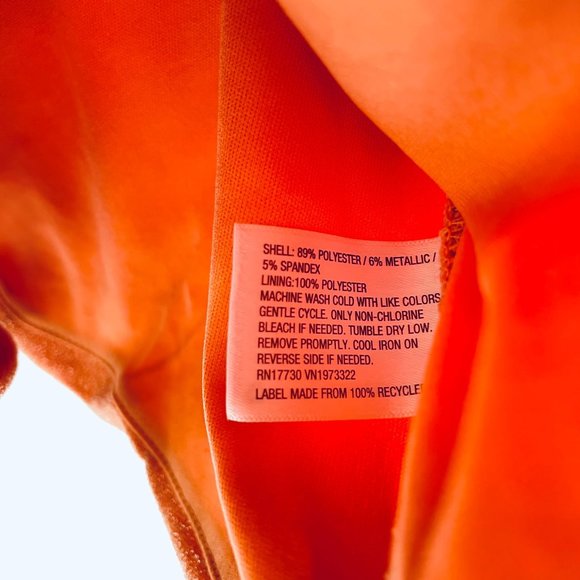 SHELL: 89% POLYESTER / 6% METALLIC /
5% SPANDEX
LINING:100% POLYESTER
MACHINE WASH COLD WITH LIKE COLORS
GENTLE CYCLE. ONLY NON-CHLORINE
BLEACH IF NEEDED. TUMBLE DRY LOW.
REMOVE PROMPTLY. COOL IRON ON
REVERSE SIDE IF NEEDED.
RN17730 VN1973322
LABEL MADE FROM 100% RECYCLE